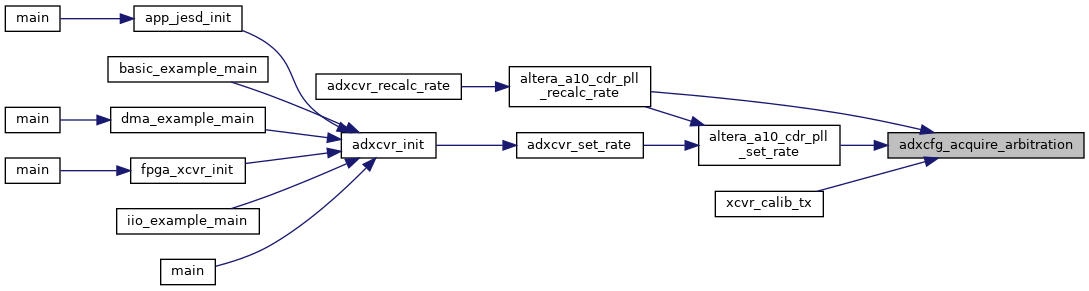 main
app_jesd_init
basic_example_main
main
dma_example_main
main
fpga_xcvr_init
iio_example_main
main
adxcvr_recalc_rate
adxcvr_init
altera_a10_cdr_pll
_recalc_rate
adxcvr_set_rate
altera_a10_cdr_pll
_set_rate
xcvr_calib_tx
adxcfg_acquire_arbitration